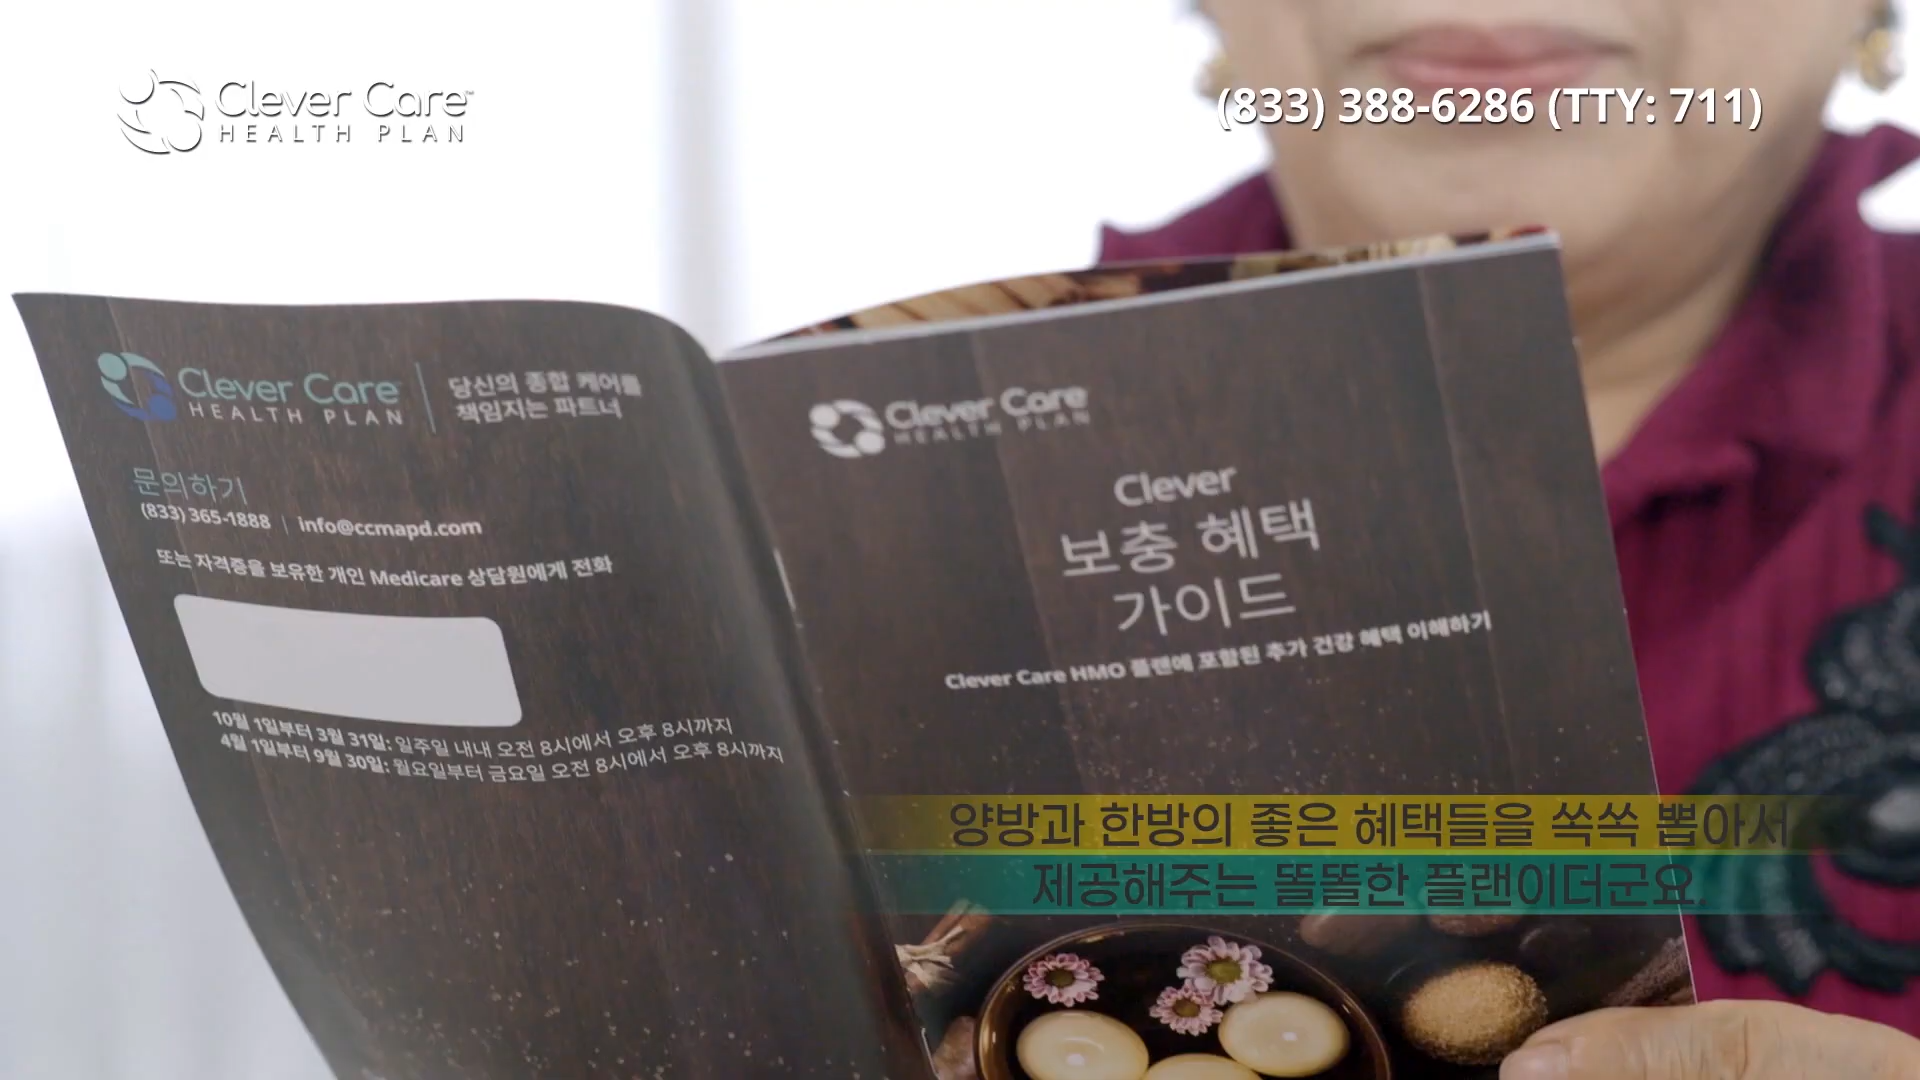 Clever Care™
HEALTH PLAN
(833) 388-6286 (TTY: 711)
Clever Care
HEALTH PLAN
당신의 종합 케어를
책임지는 파트너
문의하기
(833) 365-1888 | info@ccmapd.com
또는 자격증을 보유한 개인 Medicare 상담원에게 전화
10월 1일부터 3월 31일: 일주일 내내 오전 8시에서 오후 8시까지
4월 1일부터 9월 30일: 월요일부터 금요일 오전 8시에서 오후 8시까지
Clever Care
HEALTH PLAN
Clever
보충 혜택
가이드
Clever Care HMO 플랜에 포함된 추가 건강 혜택 이해하기
양방과 한방의 좋은 혜택들을 쏙쏙 뽑아서
제공해주는 똘똘한 플랜이더군요.